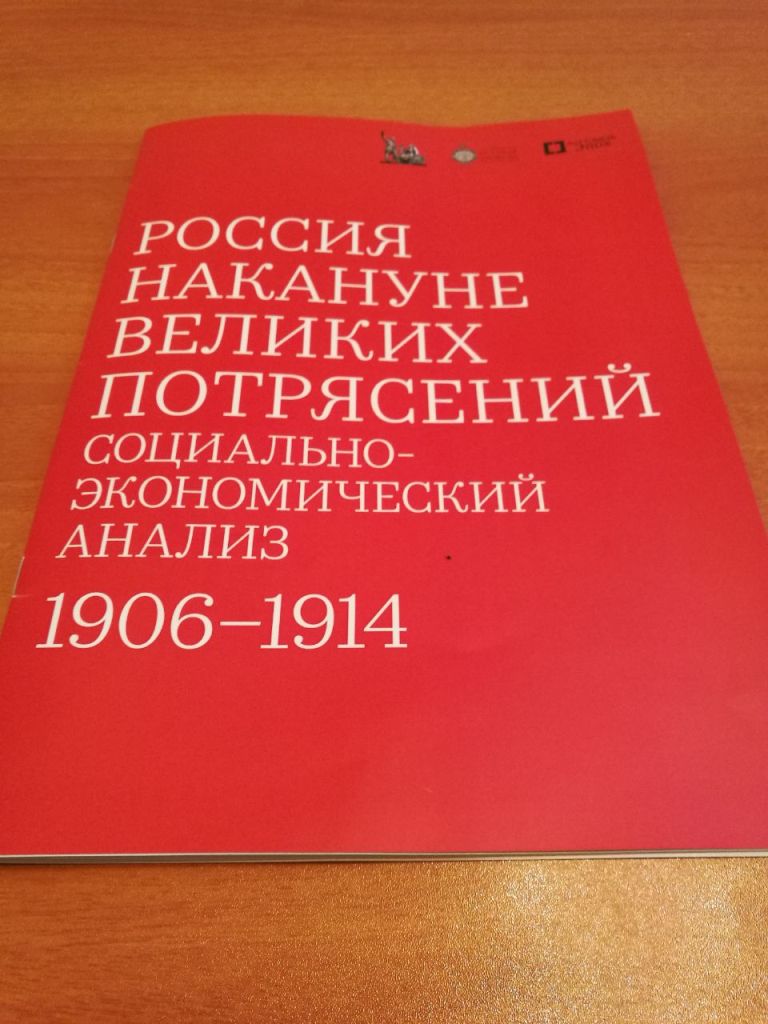 РОССИЯ
НАКАНУНЕ
ВЕЛИКИХ
ПОТРЯСЕНИЙ
СОЦИАЛЬНО-
ЭКОНОМИЧЕСКИЙ
АНАЛИЗ
1906–1914